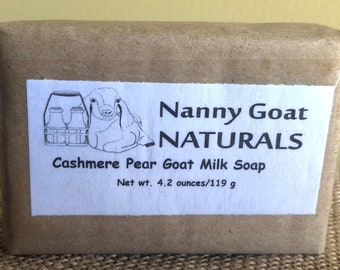 Nanny Goat
NATURALS
Cashmere Pear Goat Milk Soap
Net wt. 4.2 ounces/119 g